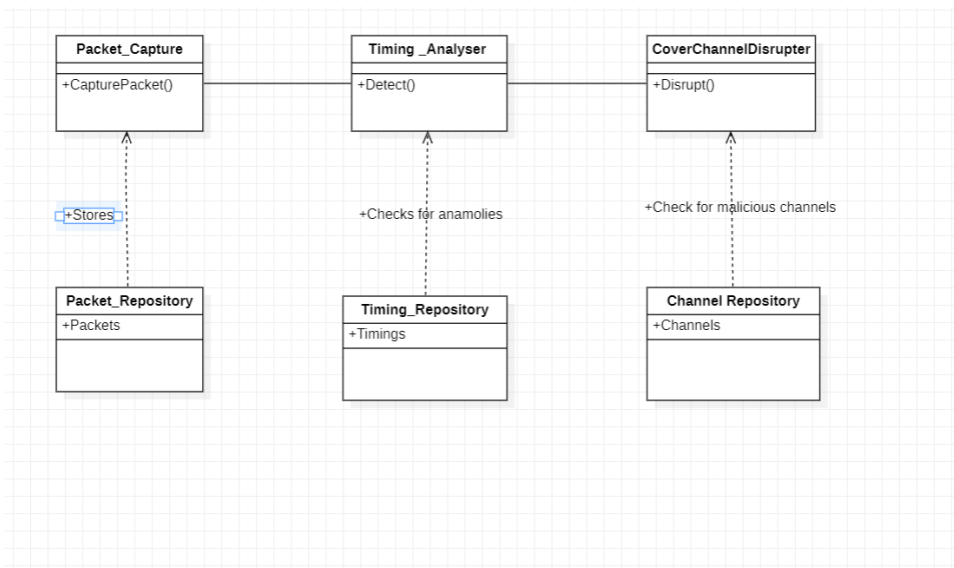 Packet_Capture
+CapturePacket()
Timing _Analyser
+Detect()
CoverChannelDisrupter
+Disrupt()
+Stores
+Checks for anamolies
+Check for malicious channels
Packet_Repository
+Packets
Timing_Repository
+Timings
Channel Repository
+Channels